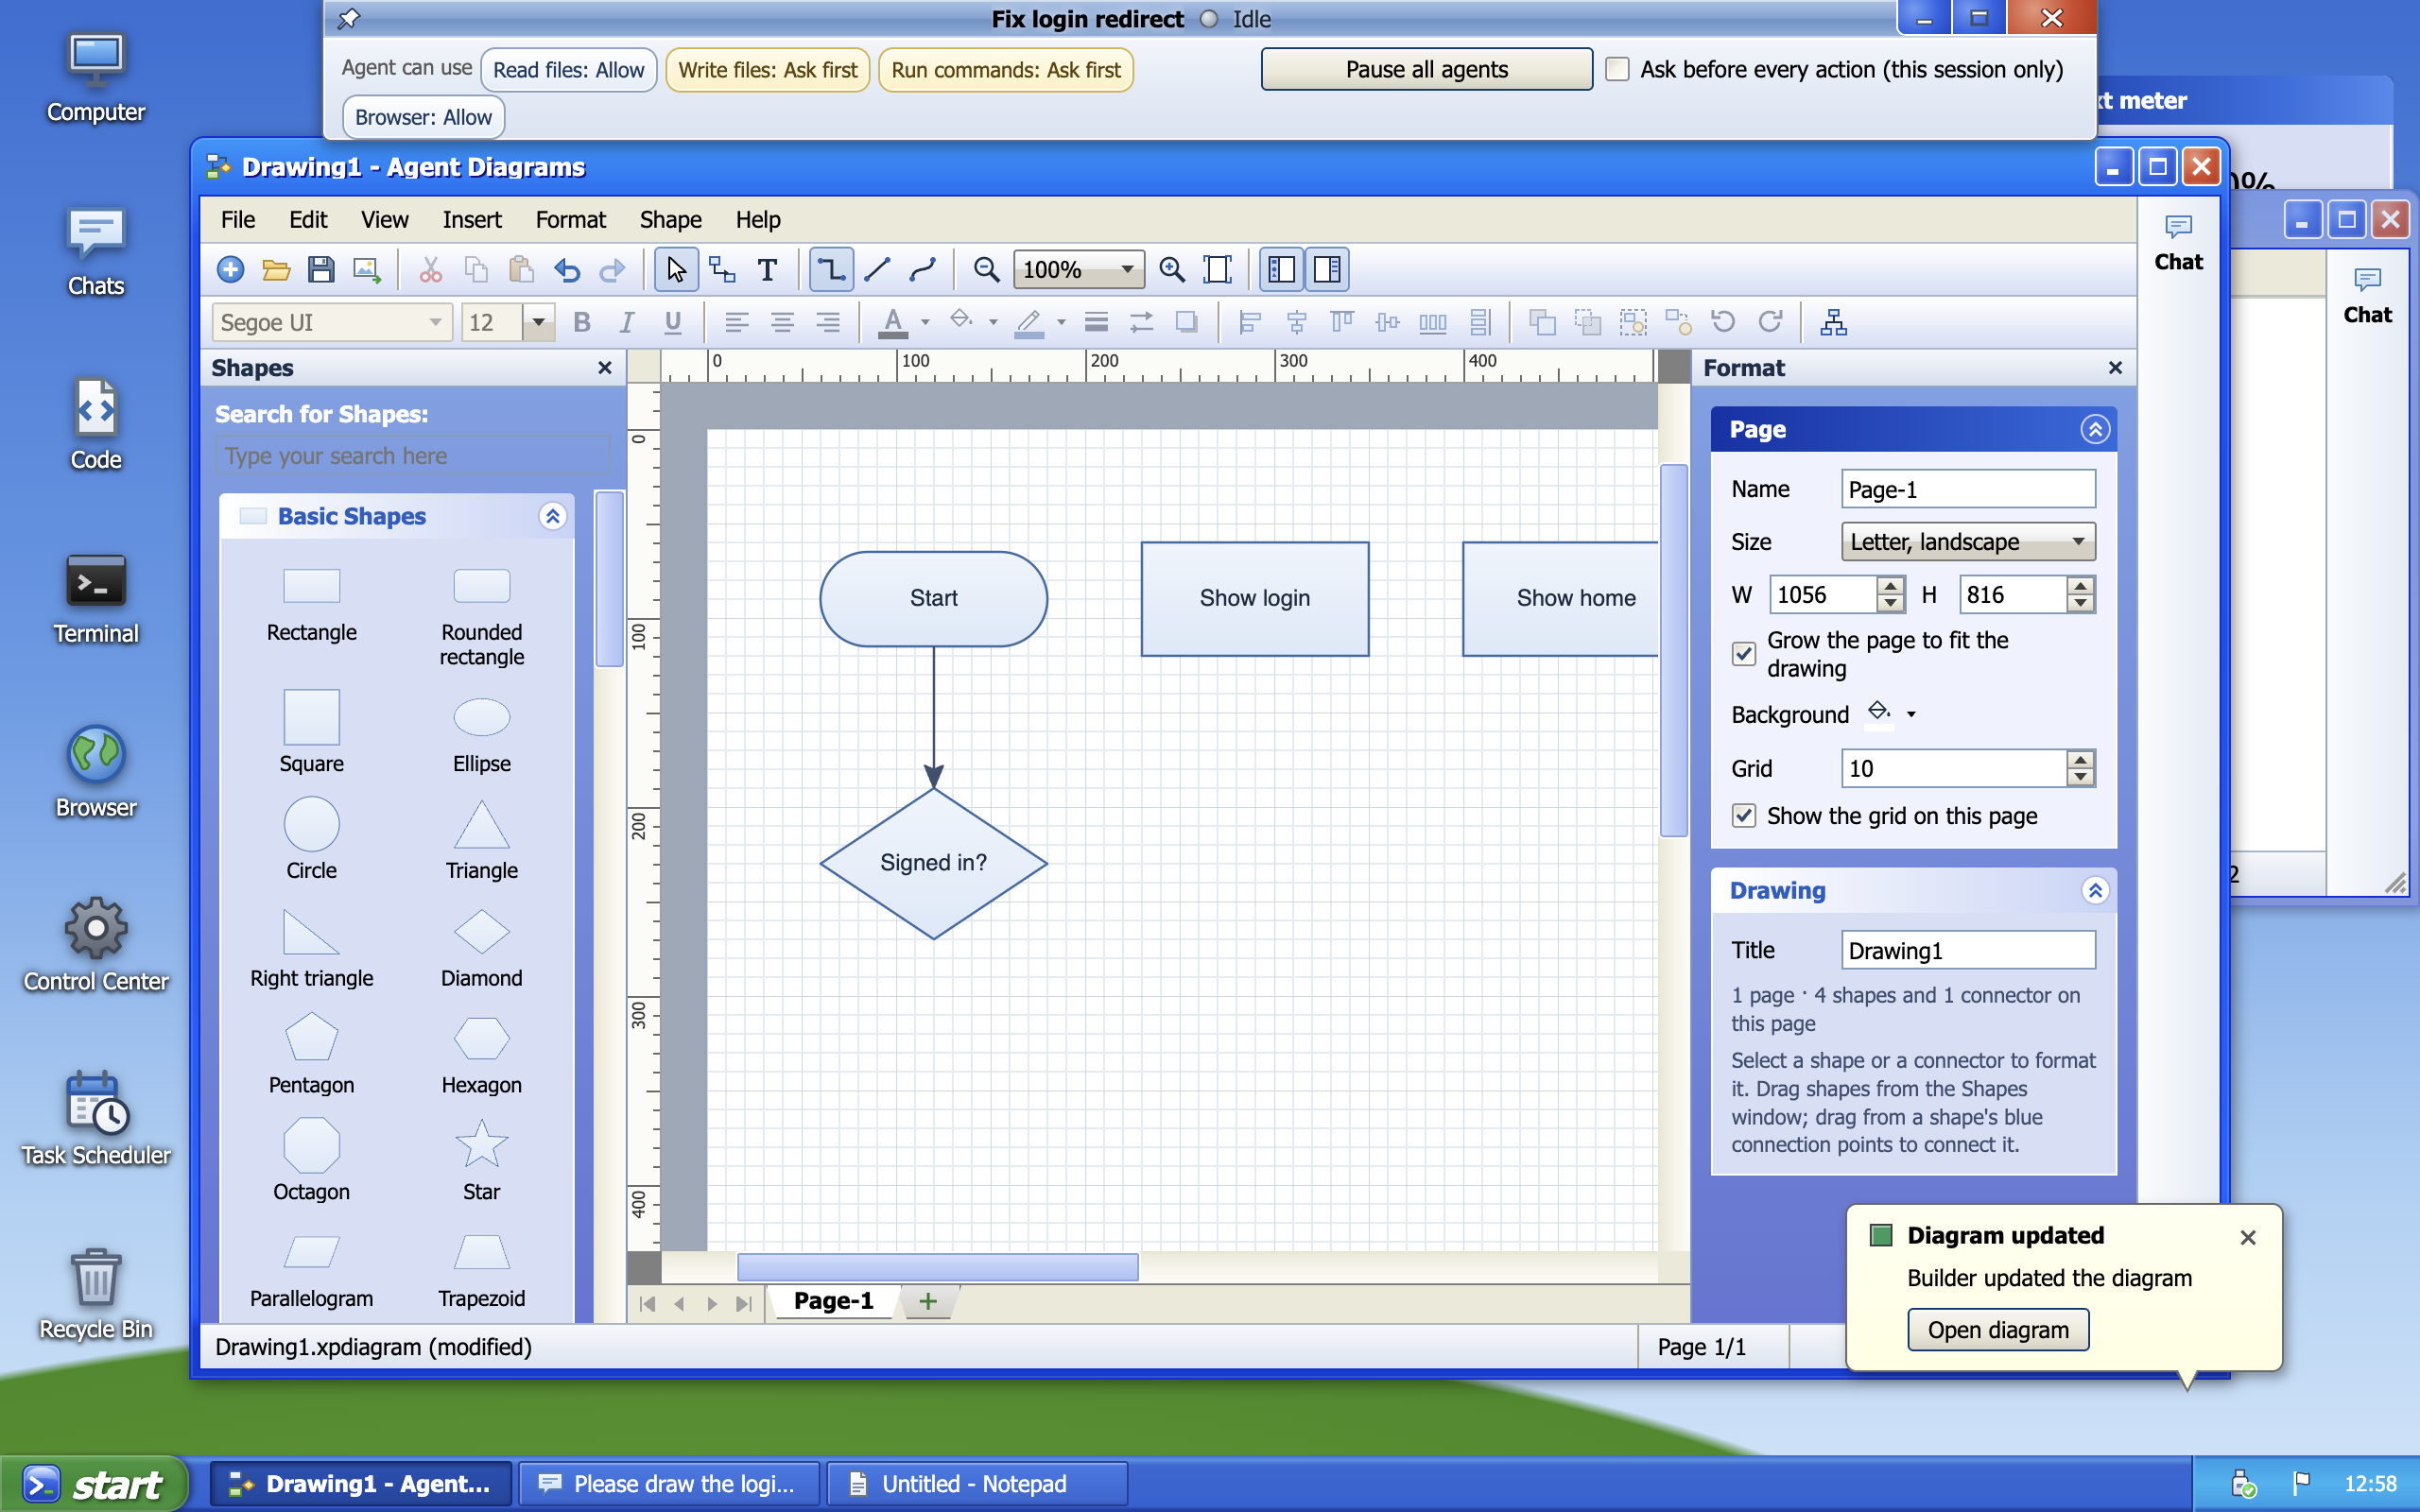 Fix login redirect
Idle
Agent can use
Read files: Allow
Write files: Ask first
Run commands: Ask first
Browser: Allow
Pause all agents
Ask before every action (this session only)
Computer
Chats
Code
Terminal
Browser
Control Center
Task Scheduler
Recycle Bin
meter
Drawing1 - Agent Diagrams
File
Edit
View
Insert
Format
Shape
Help
100%
Segoe UI
12
Chat
Chat
Shapes
Search for Shapes:
Type your search here
Basic Shapes
Rectangle
Rounded
rectangle
Square
Ellipse
Circle
Triangle
Right triangle
Diamond
Pentagon
Hexagon
Octagon
Star
Parallelogram
Trapezoid
0
100
200
300
400
0
100
200
300
400
Start
Show login
Show home
Signed in?
Page-1
Format
Page
Name
Page-1
Size
Letter, landscape
W
1056
H
816
Grow the page to fit the
drawing
Background
Grid
10
Show the grid on this page
Drawing
Title
Drawing1
1 page · 4 shapes and 1 connector on
this page
Select a shape or a connector to format
it. Drag shapes from the Shapes
window; drag from a shape's blue
connection points to connect it.
Drawing1.xpdiagram (modified)
Page 1/1
2
Diagram updated
Builder updated the diagram
Open diagram
start
Drawing1 - Agent...
Please draw the logi...
Untitled - Notepad
12:58